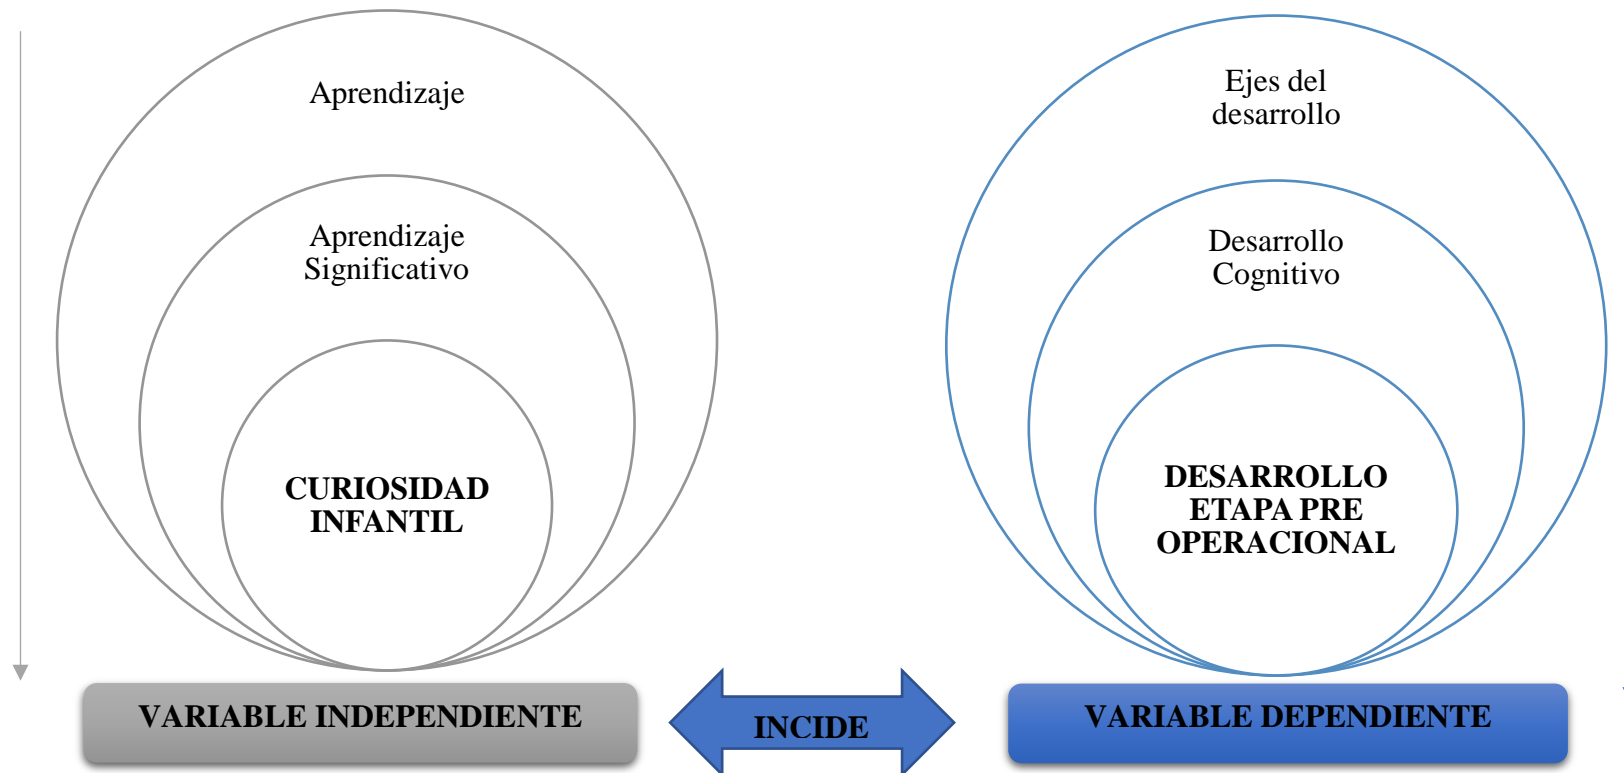 Aprendizaje
Aprendizaje
Significativo
CURIOSIDAD
INFANTIL
VARIABLE INDEPENDIENTE
INCIDE
Ejes del
desarrollo
Desarrollo
Cognitivo
DESARROLLO
ETAPA PRE
OPERACIONAL
VARIABLE DEPENDIENTE